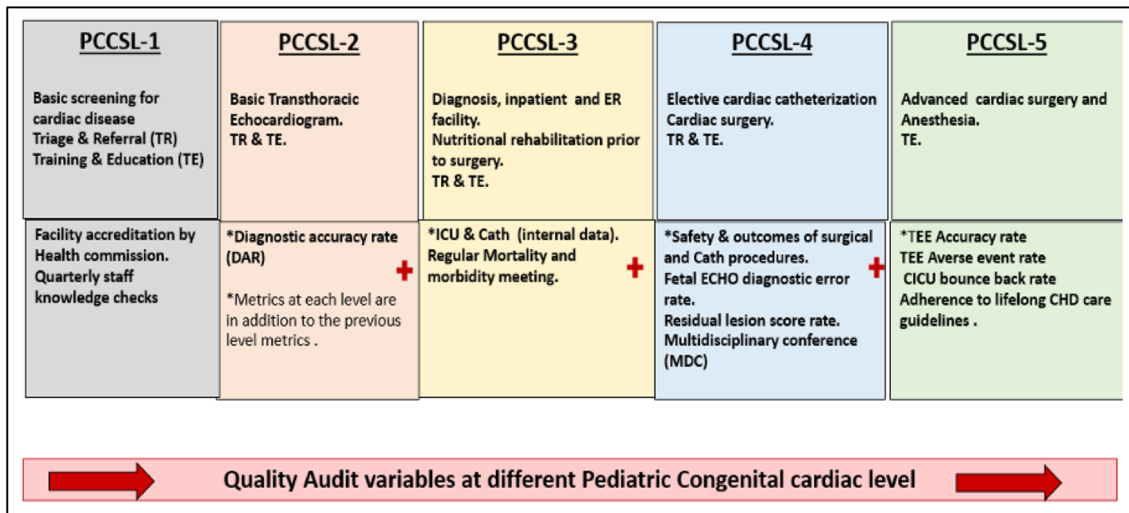 PCCSL-1
Basic screening for
cardiac disease
Triage & Referral (TR)
Training & Education (TE)
Facility accreditation by
Health commission.
Quarterly staff
knowledge checks
PCCSL-2
Basic Transthoracic
Echocardiogram.
TR & TE.
*Diagnostic accuracy rate
(DAR)
+
*Metrics at each level are
in addition to the previous
level metrics .
PCCSL-3
Diagnosis, inpatient and ER
facility.
Nutritional rehabilitation prior
to surgery.
TR & TE.
*ICU & Cath (internal data).
Regular Mortality and
morbidity meeting.
+
PCCSL-4
Elective cardiac catheterization
Cardiac surgery.
TR & TE.
*Safety & outcomes of surgical
and Cath procedures.
+
Fetal ECHO diagnostic error
rate.
Residual lesion score rate.
Multidisciplinary conference
(MDC)
PCCSL-5
Advanced cardiac surgery and
Anesthesia.
TE.
*TEE Accuracy rate
TEE Averse event rate
CICU bounce back rate
Adherence to lifelong CHD care
guidelines .
Quality Audit variables at different Pediatric Congenital cardiac level